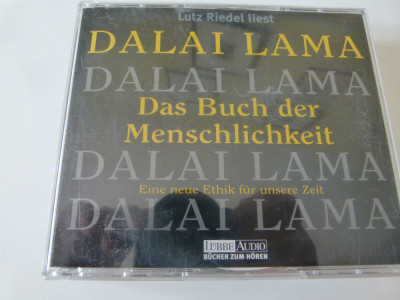 Lutz Riedel liest
DALAI LAMA
DALAI LAMA
Das Buch der
Menschlichkeit
DALAI LAMA
Eine neue Ethik für unsere Zeit
DALAI LAMA
LÜBBE AUDIO
BÜCHER ZUM HÖREN